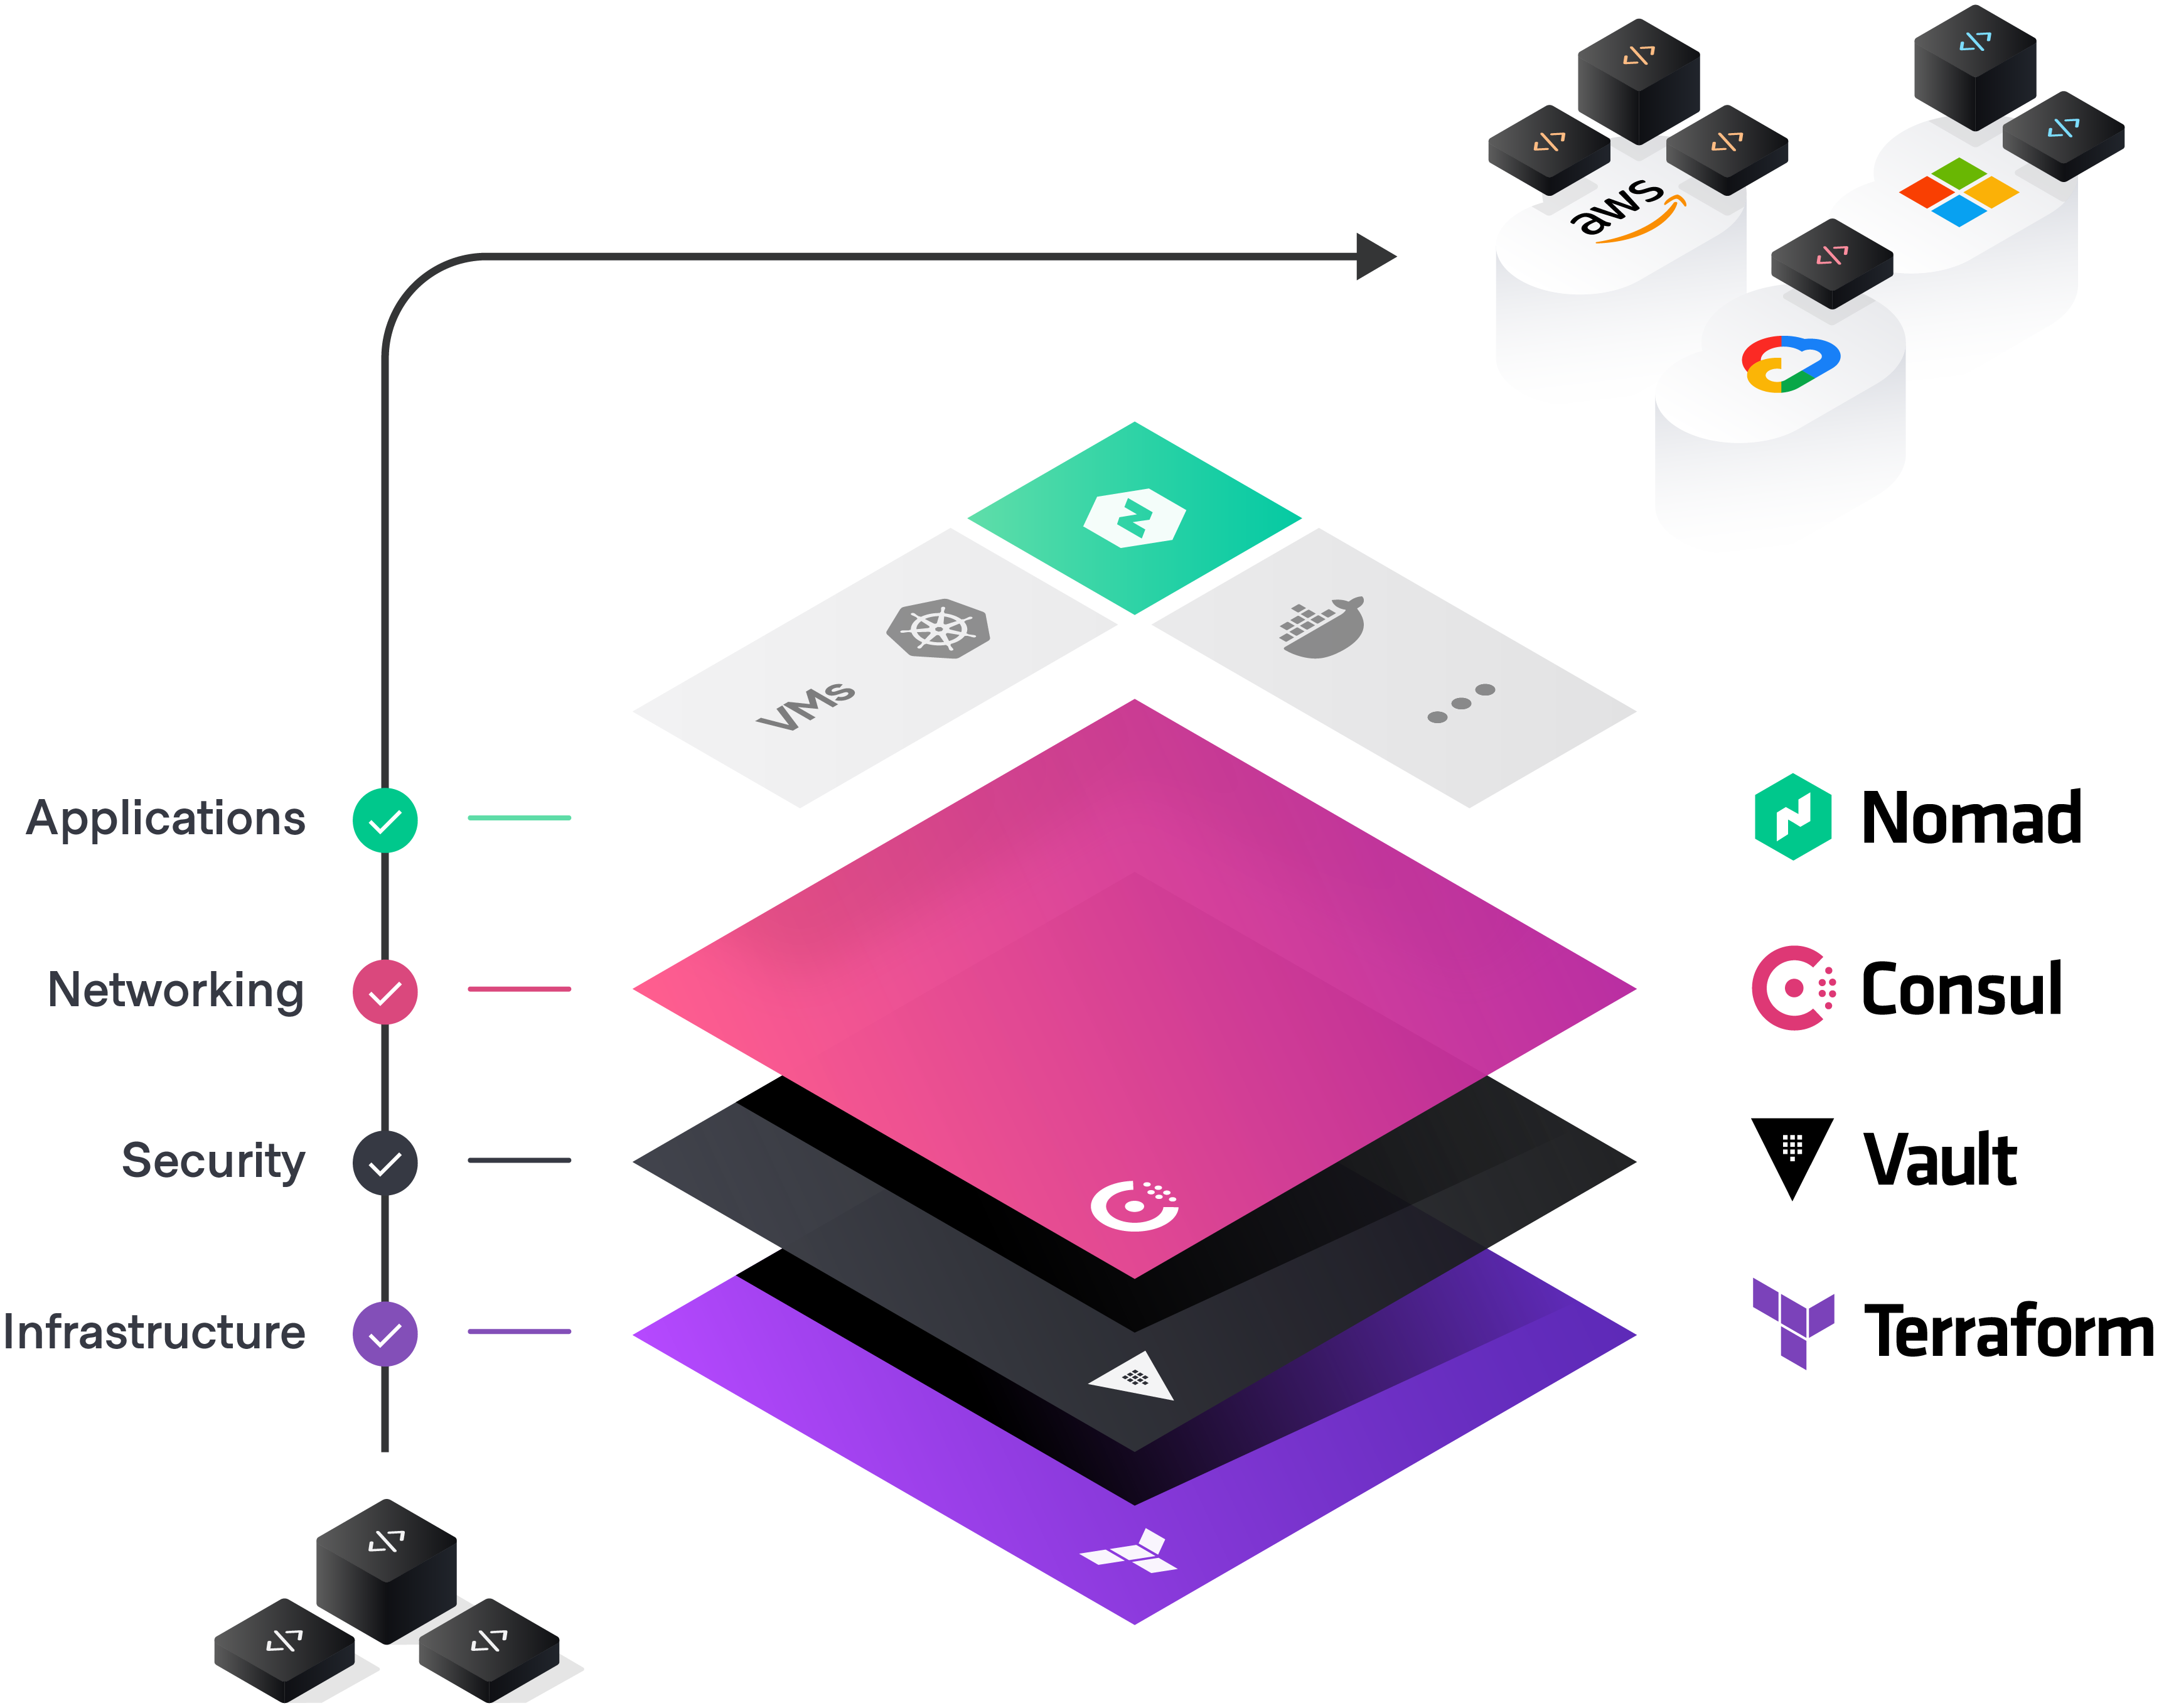 aws
VMs
Applications
Nomad
Networking
Consul
Security
Vault
Infrastructure
Terraform